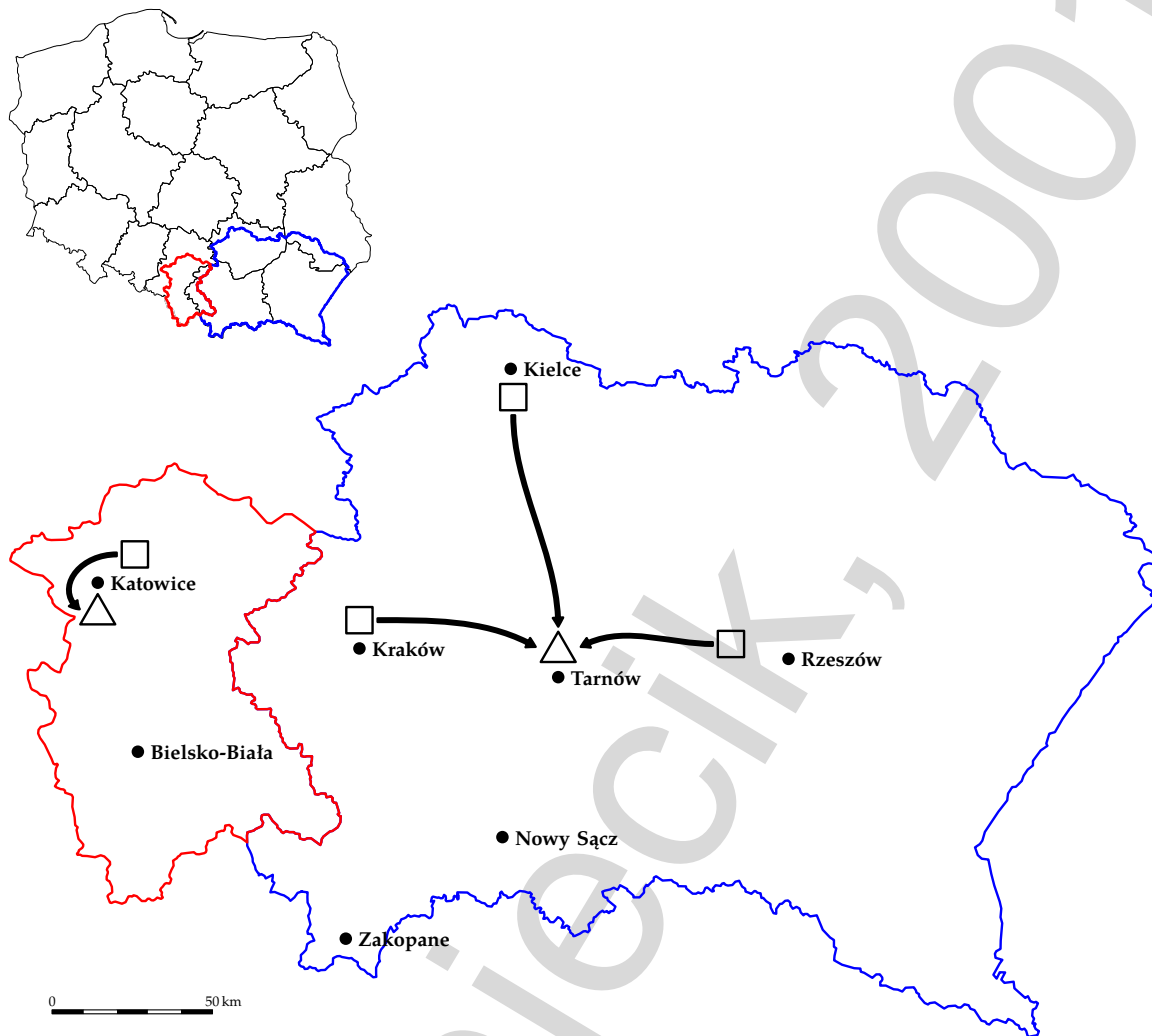 Kielce
Katowice
Kraków
Rzeszów
Tarnów
Bielsko-Biała
Nowy Sącz
Zakopane
0 50 km